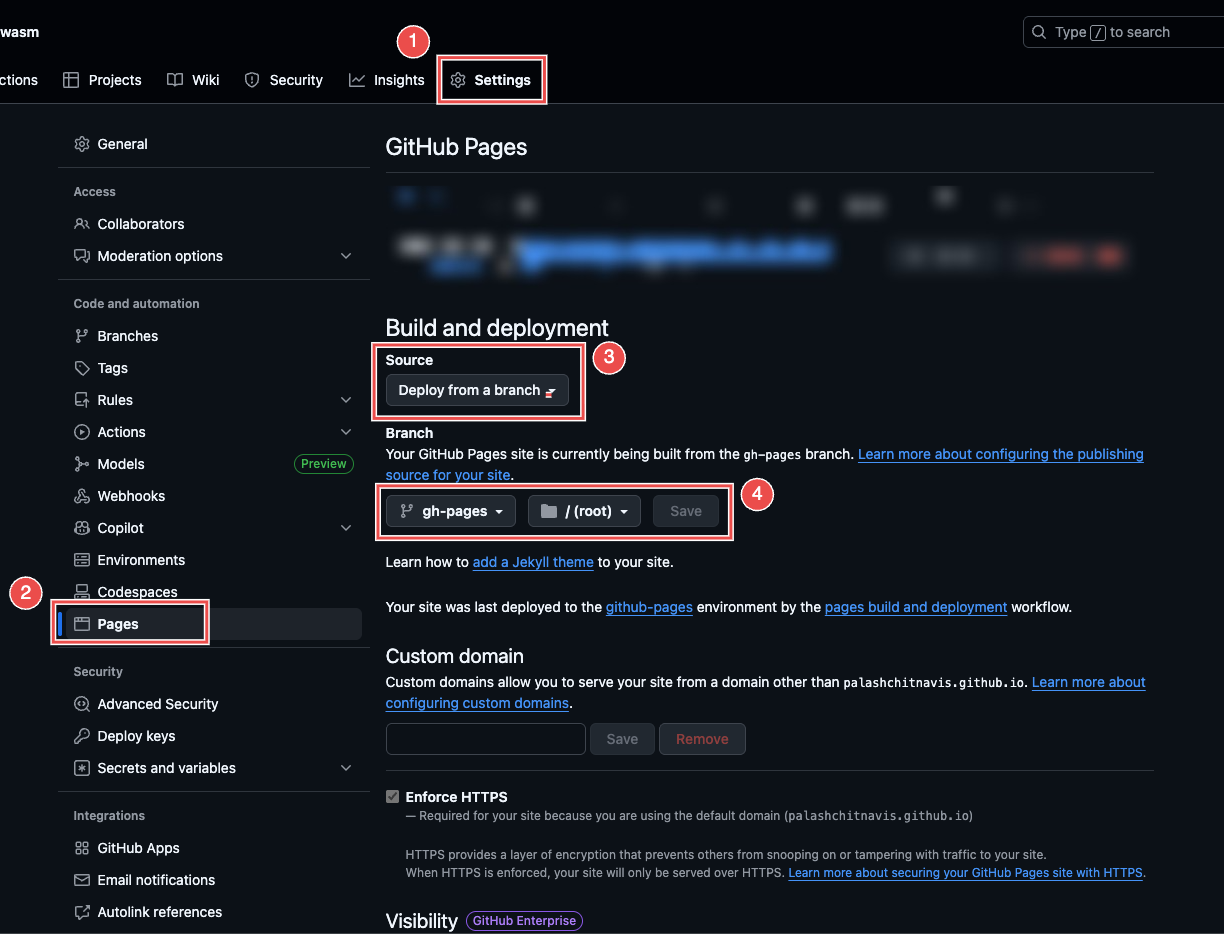 wasm
Type / to search
1
ctions Projects Wiki Security Insights Settings
General
Access
Collaborators
Moderation options
Code and automation
Branches
Tags
Rules
Actions
Models Preview
Webhooks
Copilot
Environments
Codespaces
2
Pages
Security
Advanced Security
Deploy keys
Secrets and variables
Integrations
GitHub Apps
Email notifications
Autolink references
GitHub Pages
Build and deployment
Source
3
Deploy from a branch
Branch
Your GitHub Pages site is currently being built from the gh-pages branch. Learn more about configuring the publishing
source for your site.
gh-pages / (root) Save
4
Learn how to add a Jekyll theme to your site.
Your site was last deployed to the github-pages environment by the pages build and deployment workflow.
Custom domain
Custom domains allow you to serve your site from a domain other than palashchitnavis.github.io. Learn more about
configuring custom domains.
Save Remove
Enforce HTTPS
— Required for your site because you are using the default domain (palashchitnavis.github.io)
HTTPS provides a layer of encryption that prevents others from snooping on or tampering with traffic to your site.
When HTTPS is enforced, your site will only be served over HTTPS. Learn more about securing your GitHub Pages site with HTTPS.
Visibility GitHub Enterprise